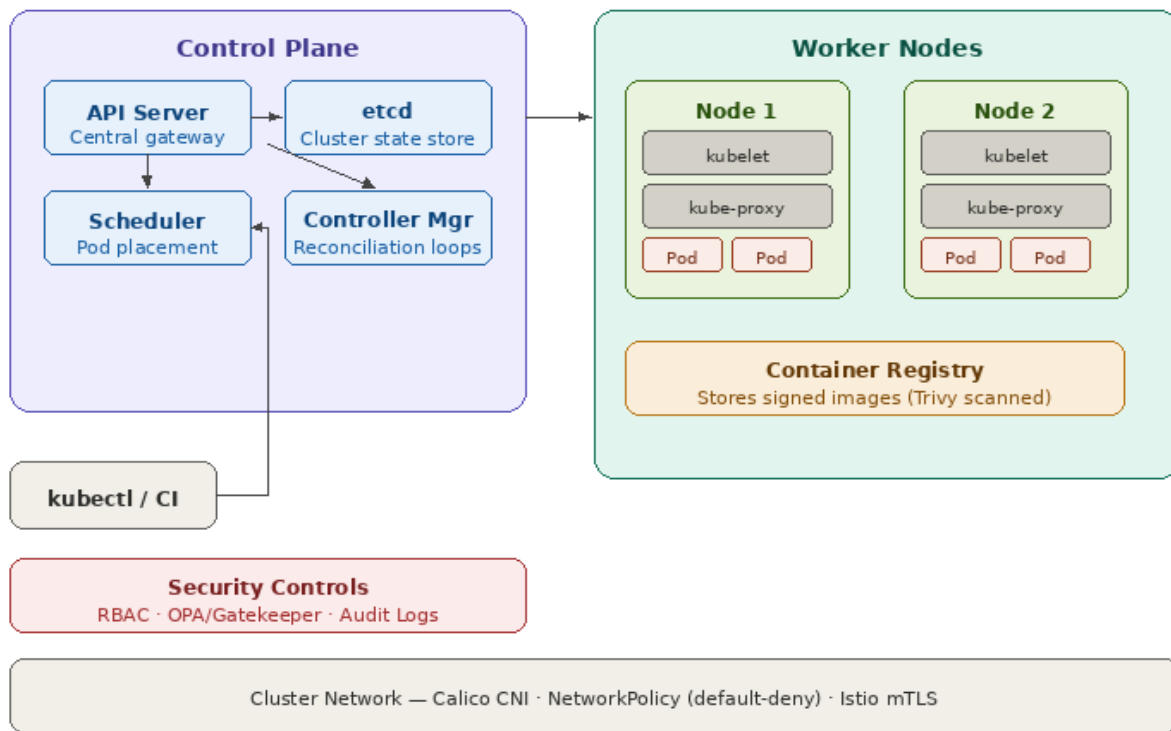 Control Plane
API Server
Central gateway
etcd
Cluster state store
Scheduler
Pod placement
Controller Mgr
Reconciliation loops
Worker Nodes
Node 1
kubelet
kube-proxy
Pod
Pod
Node 2
kubelet
kube-proxy
Pod
Pod
Container Registry
Stores signed images (Trivy scanned)
kubectl / CI
Security Controls
RBAC · OPA/Gatekeeper · Audit Logs
Cluster Network — Calico CNI · NetworkPolicy (default-deny) · Istio mTLS